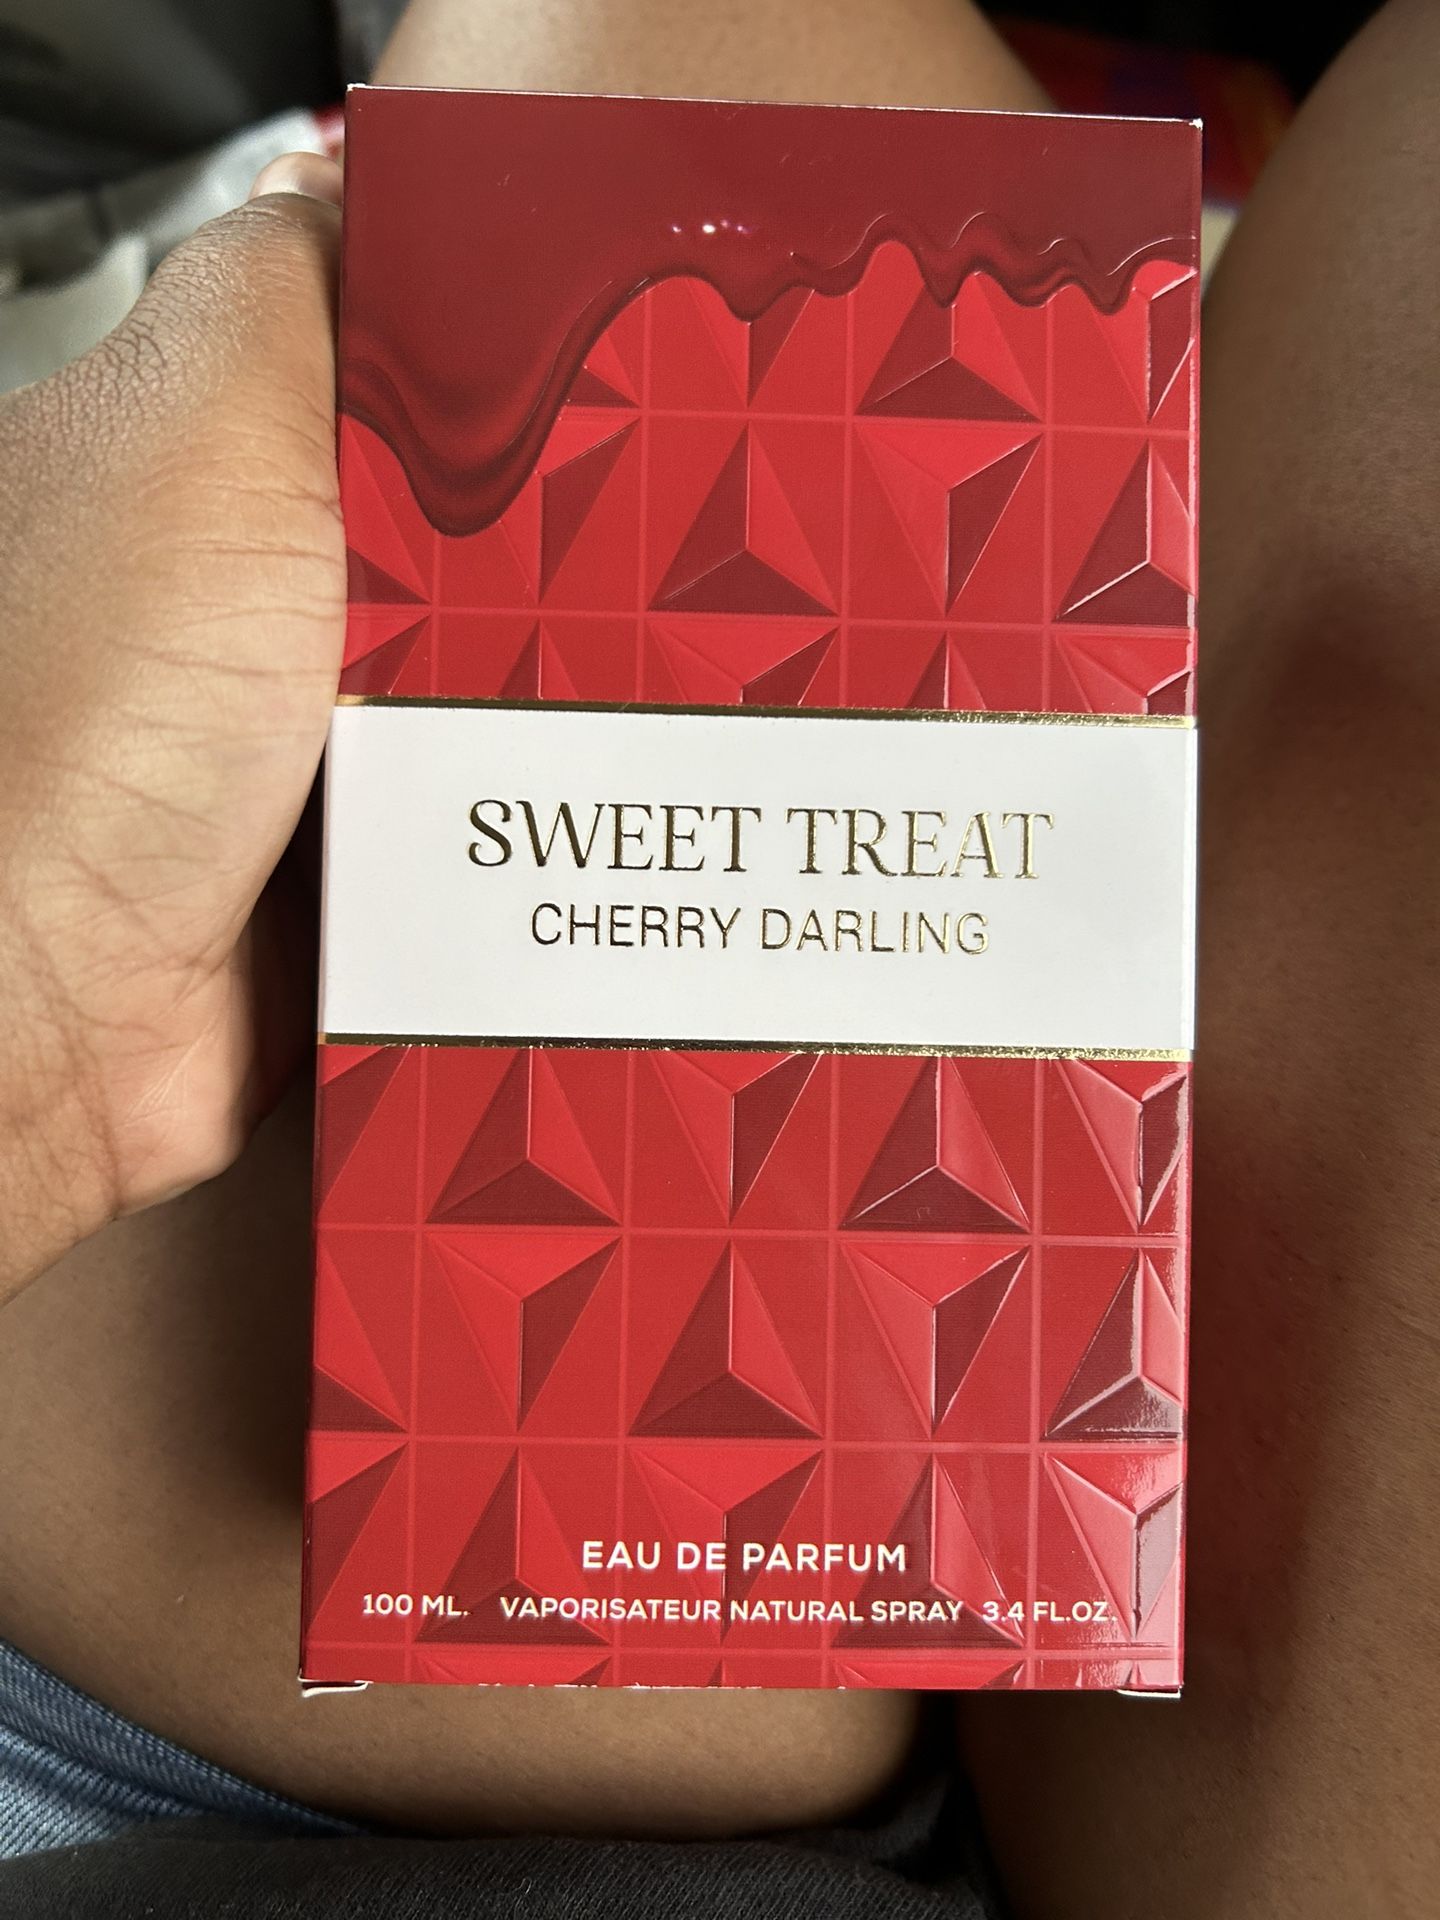 SWEET TREAT
CHERRY DARLING
EAU DE PARFUM
100 ML. VAPORISATEUR NATURAL SPRAY 3.4 FL.OZ.